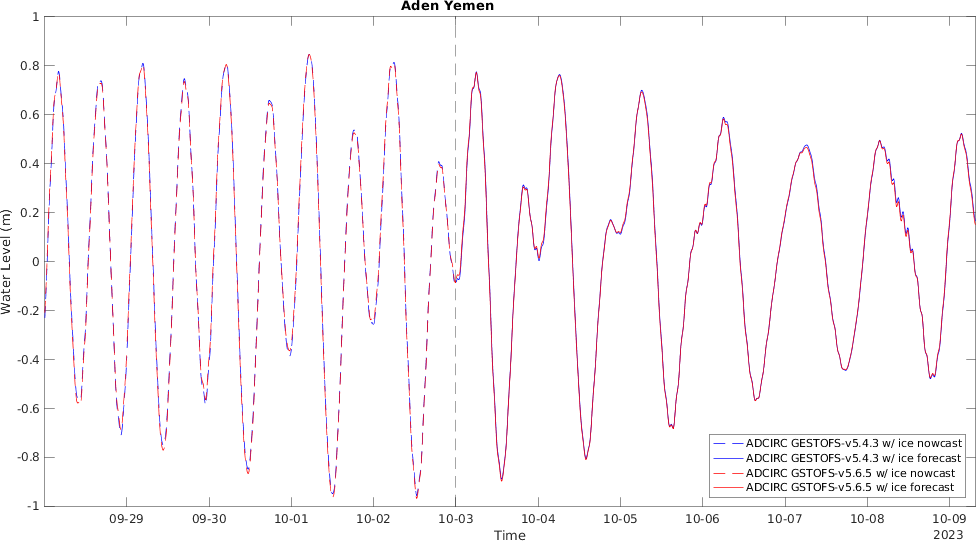 Aden Yemen
1
0.8
0.6
0.4
0.2
0
-0.2
-0.4
-0.6
-0.8
-1
Water Level (m)
ADCIRC GESTOFS-v5.4.3 w/ ice nowcast
ADCIRC GESTOFS-v5.4.3 w/ ice forecast
ADCIRC GSTOFS-v5.6.5 w/ ice nowcast
ADCIRC GSTOFS-v5.6.5 w/ ice forecast
09-29 09-30 10-01 10-02 10-03 10-04 10-05 10-06 10-07 10-08 10-09
Time 2023